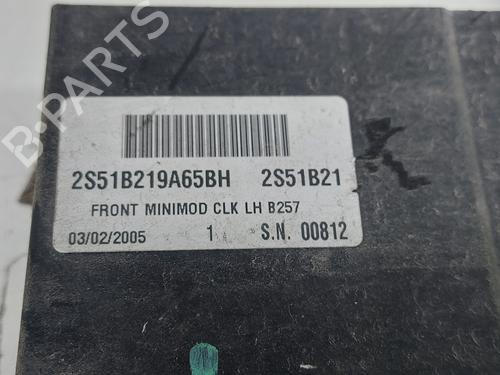 B-PARTS
2S51B219A65BH 2S51B21
FRONT MINIMOD CLK LH B257
03/02/2005 1 S.N. 00812